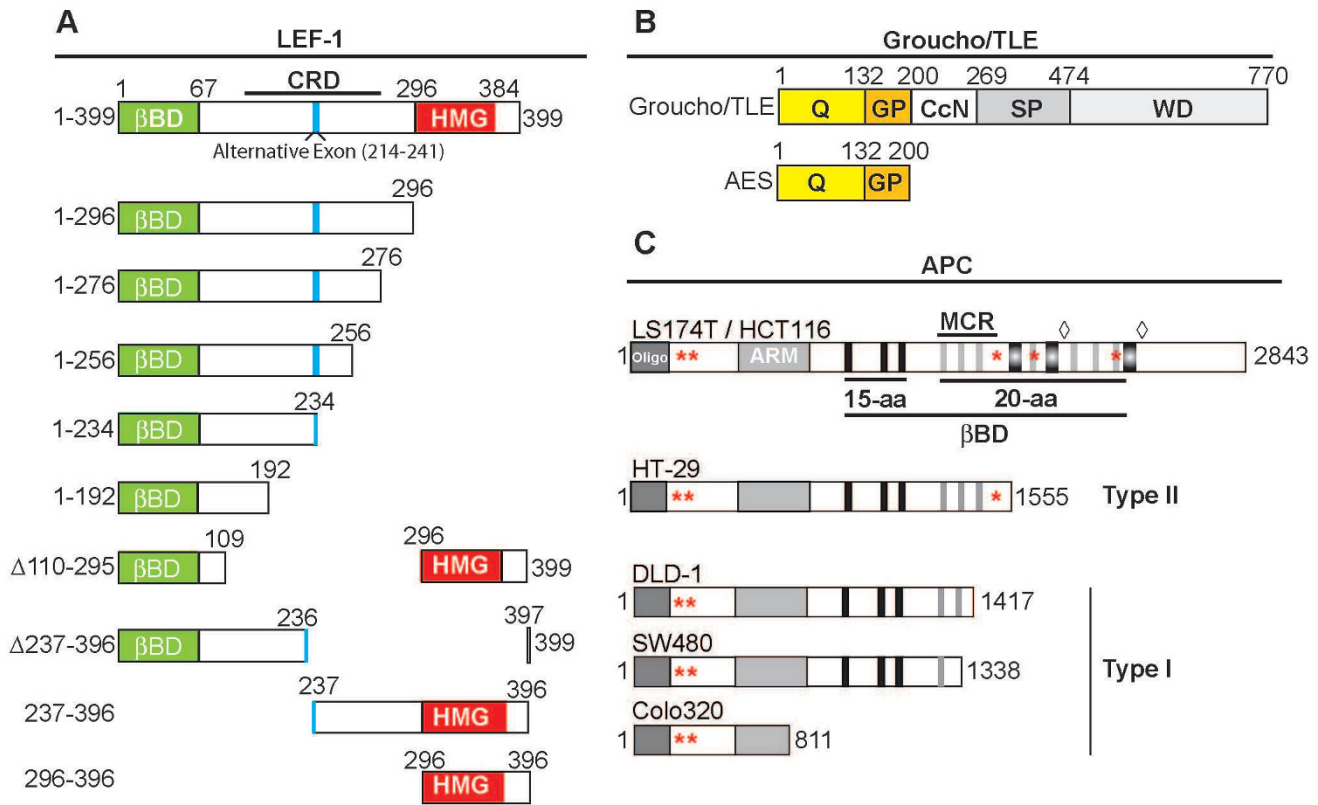 A
LEF-1
CRD
1 67 296 384
1-399 βBD HMG 399
Alternative Exon (214-241)
296
1-296 βBD
276
1-276 βBD
256
1-256 βBD
234
1-234 βBD
192
1-192 βBD
109 296
Δ110-295 βBD HMG 399
236 397
Δ237-396 βBD 399
237 396
237-396 HMG
296 396
296-396 HMG
B
Groucho/TLE
1 132 200 269 474 770
Groucho/TLE Q GP CcN SP WD
1 132 200
AES Q GP
C
APC
LS174T / HCT116 MCR ◊ ◊
1 Oligo ** ARM * * * 2843
15-aa 20-aa
βBD
HT-29
1 ** * 1555 Type II
DLD-1
1 ** 1417
SW480
1 ** 1338 Type I
Colo320
1 ** 811